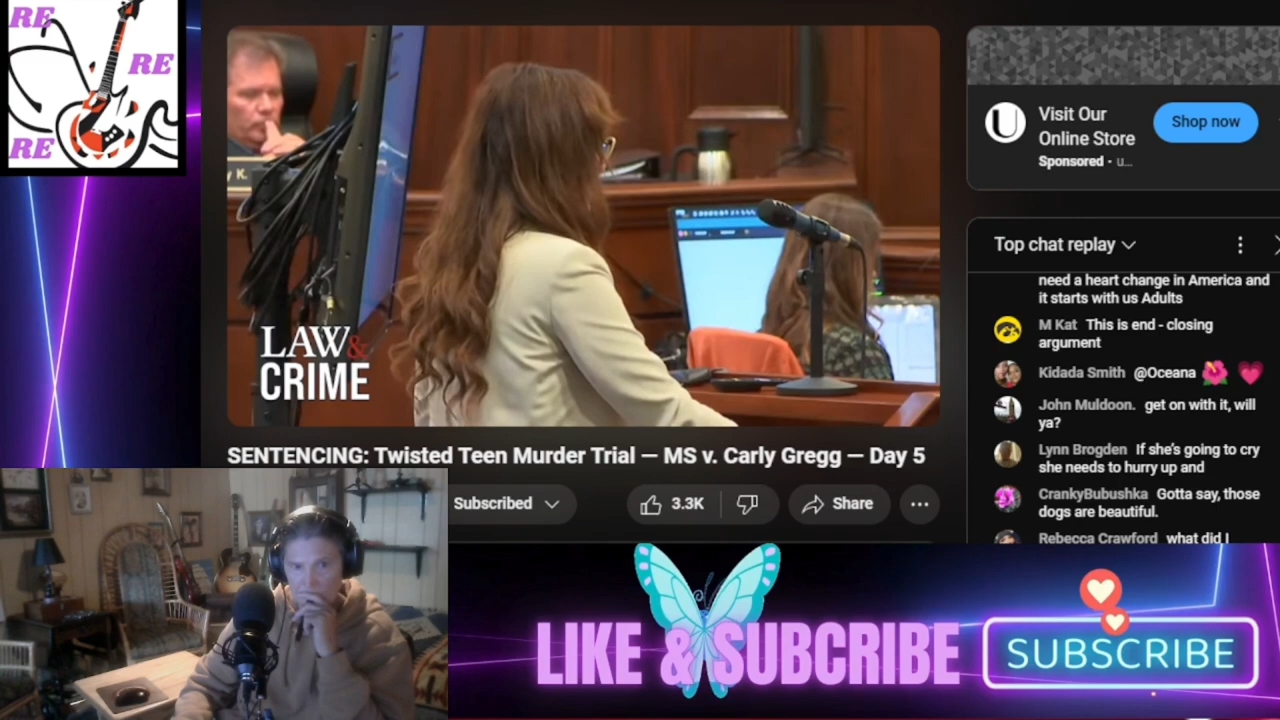 RE
RE
RE
y K.
LAW&
CRIME
SENTENCING: Twisted Teen Murder Trial — MS v. Carly Gregg — Day 5
Subscribed
3.3K
Share
Visit Our
Online Store
Sponsored · u...
Shop now
Top chat replay
need a heart change in America and
it starts with us Adults
M Kat This is end - closing
argument
Kidada Smith @Oceana
John Muldoon. get on with it, will
ya?
Lynn Brogden If she's going to cry
she needs to hurry up and
CrankyBubushka Gotta say, those
dogs are beautiful.
Rebecca Crawford what did I
LIKE & SUBCRIBE
SUBSCRIBE